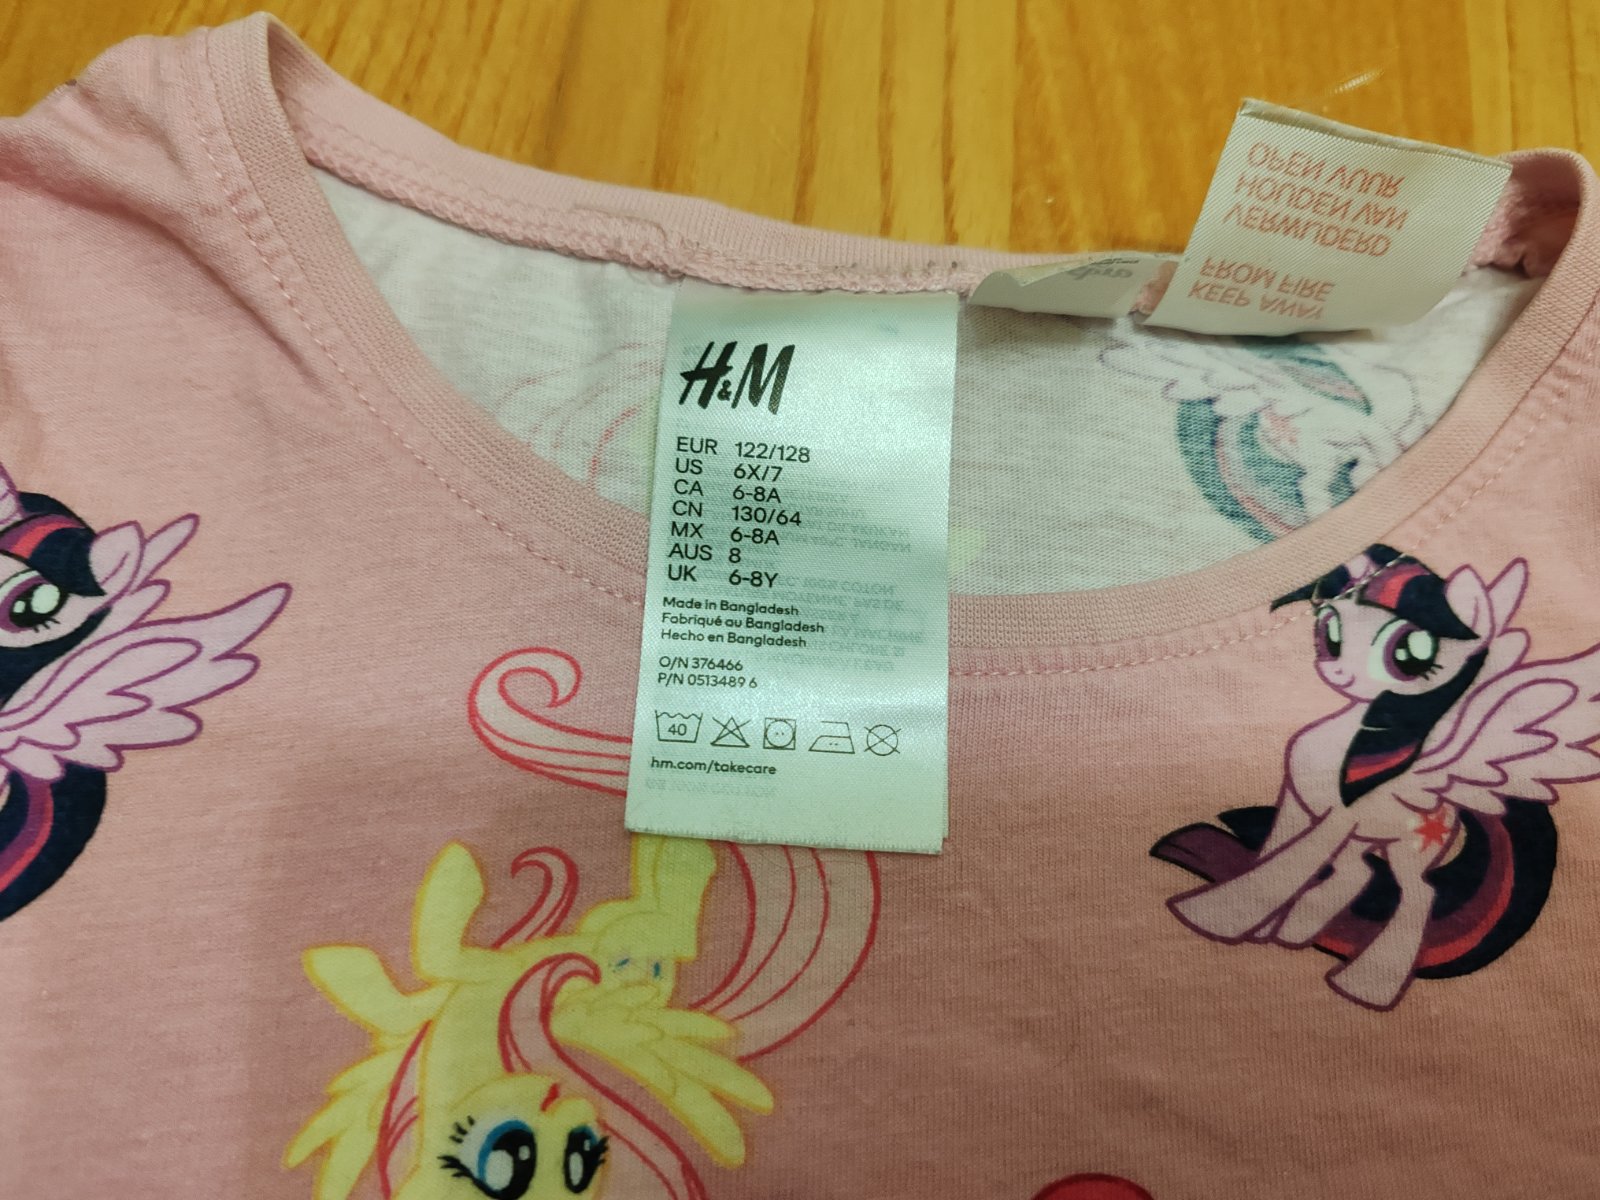 H&M
EUR 122/128
US 6X/7
CA 6-8A
CN 130/64
MX 6-8A
AUS 8
UK 6-8Y
Made in Bangladesh
Fabriqué au Bangladesh
Hecho en Bangladesh
O/N 376466
P/N 0513489 6
40
hm.com/takecare
KEEP AWAY
FROM FIRE
VERWIJDERD
HOUDEN VAN
OPEN VUUR